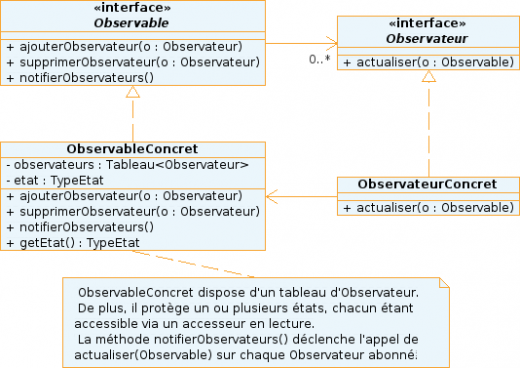 «interface»
Observable
+ ajouterObservateur(o : Observateur)
+ supprimerObservateur(o : Observateur)
+ notifierObservateurs()
«interface»
Observateur
+ actualiser(o : Observable)
0..*
ObservableConcret
- observateurs : Tableau<Observateur>
- etat : TypeEtat
+ ajouterObservateur(o : Observateur)
+ supprimerObservateur(o : Observateur)
+ notifierObservateurs()
+ getEtat() : TypeEtat
ObservateurConcret
+ actualiser(o : Observable)
ObservableConcret dispose d'un tableau d'Observateur.
De plus, il protège un ou plusieurs états, chacun étant
accessible via un accesseur en lecture.
La méthode notifierObservateurs() déclenche l'appel de
actualiser(Observable) sur chaque Observateur abonné.